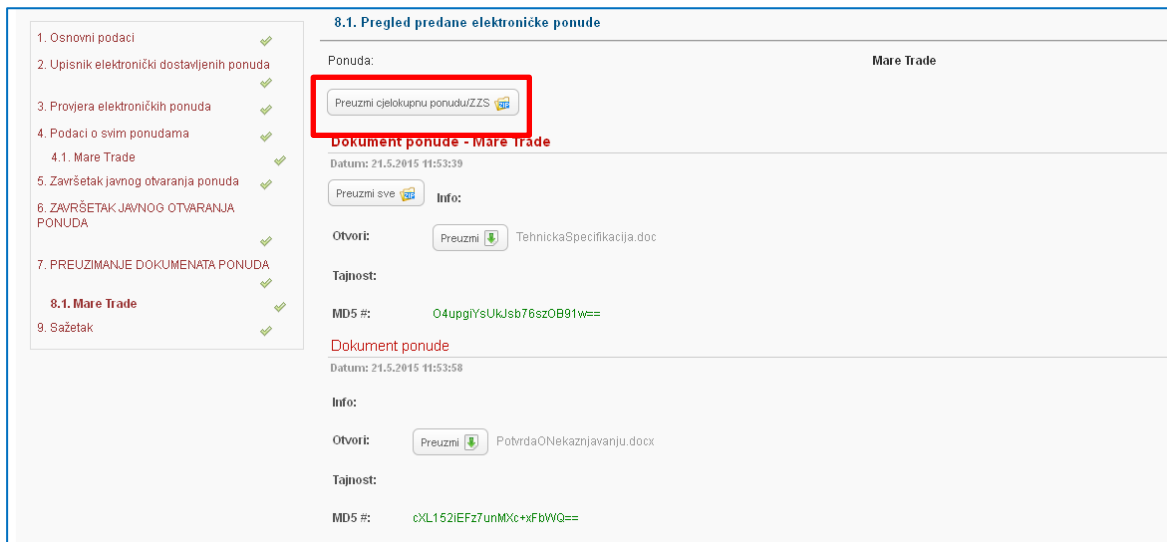 1. Osnovni podaci
2. Upisnik elektronički dostavljenih ponuda
3. Provjera elektroničkih ponuda
4. Podaci o svim ponudama
4.1. Mare Trade
5. Završetak javnog otvaranja ponuda
6. ZAVRŠETAK JAVNOG OTVARANJA
PONUDA
7. PREUZIMANJE DOKUMENATA PONUDA
8.1. Mare Trade
9. Sažetak
8.1. Pregled predane elektroničke ponude
Ponuda: Mare Trade
Preuzmi cjelokupnu ponudu/ZZS
Dokument ponude - Mare Trade
Datum: 21.5.2015 11:53:39
Preuzmi sve Info:
Otvori: Preuzmi TehnickaSpecifikacija.doc
Tajnost:
MD5 #: O4upgiYsUkJsb76szOB91w==
Dokument ponude
Datum: 21.5.2015 11:53:58
Info:
Otvori: Preuzmi PotvrdaONekaznjavanju.docx
Tajnost:
MD5 #: cXL152iEFz7unMXc+xFbWQ==